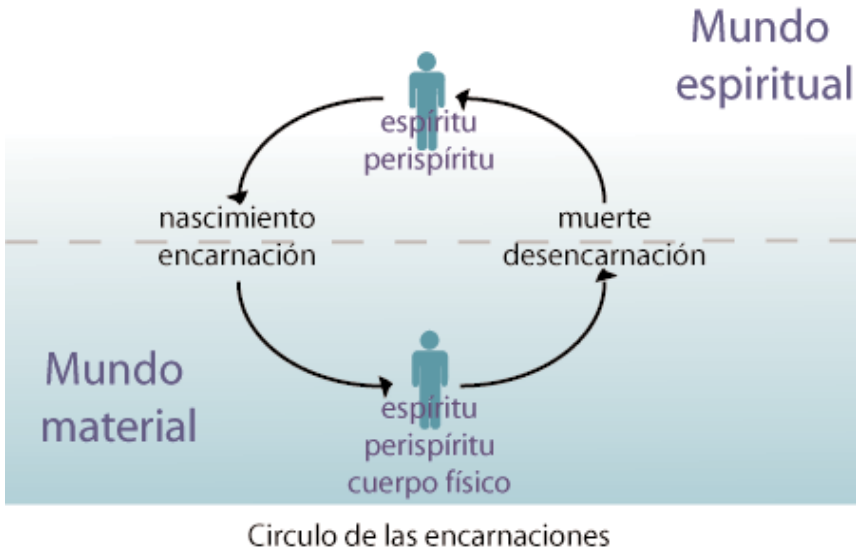 Mundo
espiritual
espíritu
perispíritu
nascimiento
encarnación
muerte
desencarnación
Mundo
material
espíritu
perispíritu
cuerpo físico
Circulo de las encarnaciones